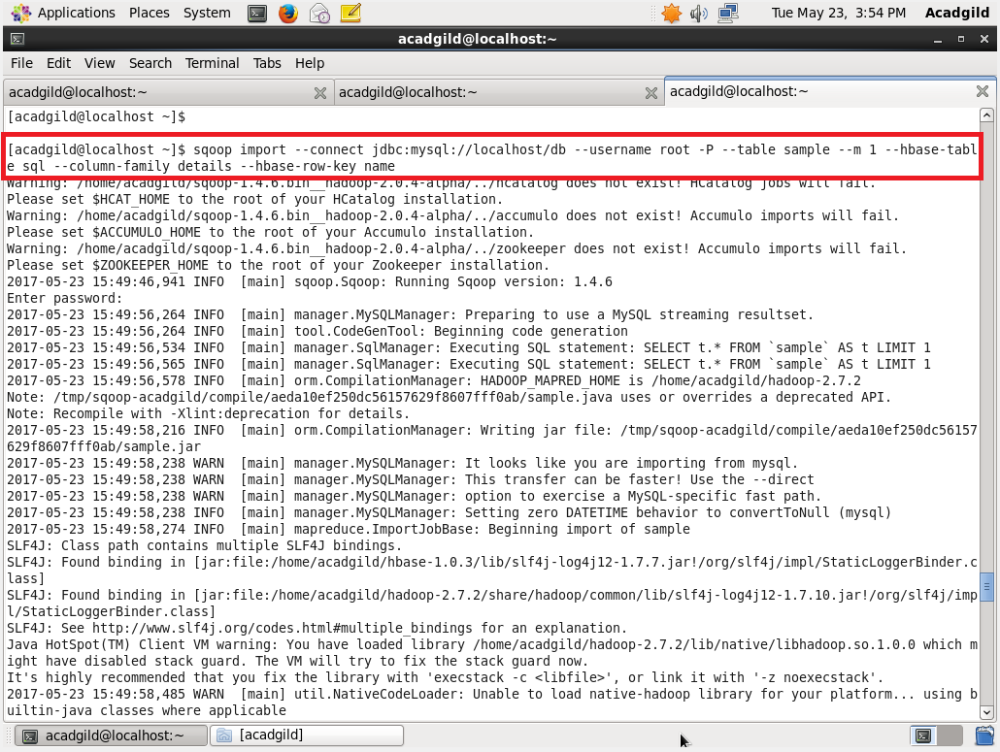 Applications Places System Tue May 23, 3:54 PM Acadgild
acadgild@localhost:~
File Edit View Search Terminal Tabs Help
acadgild@localhost:~ acadgild@localhost:~ acadgild@localhost:~
[acadgild@localhost ~]$
[acadgild@localhost ~]$ sqoop import --connect jdbc:mysql://localhost/db --username root -P --table sample --m 1 --hbase-tabl
e sql --column-family details --hbase-row-key name
Warning: /home/acadgild/sqoop-1.4.6.bin__hadoop-2.0.4-alpha/../hcatalog does not exist! HCatalog jobs will fail.
Please set $HCAT_HOME to the root of your HCatalog installation.
Warning: /home/acadgild/sqoop-1.4.6.bin__hadoop-2.0.4-alpha/../accumulo does not exist! Accumulo imports will fail.
Please set $ACCUMULO_HOME to the root of your Accumulo installation.
Warning: /home/acadgild/sqoop-1.4.6.bin__hadoop-2.0.4-alpha/../zookeeper does not exist! Accumulo imports will fail.
Please set $ZOOKEEPER_HOME to the root of your Zookeeper installation.
2017-05-23 15:49:46,941 INFO  [main] sqoop.Sqoop: Running Sqoop version: 1.4.6
Enter password:
2017-05-23 15:49:56,264 INFO  [main] manager.MySQLManager: Preparing to use a MySQL streaming resultset.
2017-05-23 15:49:56,264 INFO  [main] tool.CodeGenTool: Beginning code generation
2017-05-23 15:49:56,534 INFO  [main] manager.SqlManager: Executing SQL statement: SELECT t.* FROM `sample` AS t LIMIT 1
2017-05-23 15:49:56,565 INFO  [main] manager.SqlManager: Executing SQL statement: SELECT t.* FROM `sample` AS t LIMIT 1
2017-05-23 15:49:56,578 INFO  [main] orm.CompilationManager: HADOOP_MAPRED_HOME is /home/acadgild/hadoop-2.7.2
Note: /tmp/sqoop-acadgild/compile/aeda10ef250dc56157629f8607fff0ab/sample.java uses or overrides a deprecated API.
Note: Recompile with -Xlint:deprecation for details.
2017-05-23 15:49:58,216 INFO  [main] orm.CompilationManager: Writing jar file: /tmp/sqoop-acadgild/compile/aeda10ef250dc56157
629f8607fff0ab/sample.jar
2017-05-23 15:49:58,238 WARN  [main] manager.MySQLManager: It looks like you are importing from mysql.
2017-05-23 15:49:58,238 WARN  [main] manager.MySQLManager: This transfer can be faster! Use the --direct
2017-05-23 15:49:58,238 WARN  [main] manager.MySQLManager: option to exercise a MySQL-specific fast path.
2017-05-23 15:49:58,238 INFO  [main] manager.MySQLManager: Setting zero DATETIME behavior to convertToNull (mysql)
2017-05-23 15:49:58,274 INFO  [main] mapreduce.ImportJobBase: Beginning import of sample
SLF4J: Class path contains multiple SLF4J bindings.
SLF4J: Found binding in [jar:file:/home/acadgild/hbase-1.0.3/lib/slf4j-log4j12-1.7.7.jar!/org/slf4j/impl/StaticLoggerBinder.c
lass]
SLF4J: Found binding in [jar:file:/home/acadgild/hadoop-2.7.2/share/hadoop/common/lib/slf4j-log4j12-1.7.10.jar!/org/slf4j/imp
l/StaticLoggerBinder.class]
SLF4J: See http://www.slf4j.org/codes.html#multiple_bindings for an explanation.
Java HotSpot(TM) Client VM warning: You have loaded library /home/acadgild/hadoop-2.7.2/lib/native/libhadoop.so.1.0.0 which m
ight have disabled stack guard. The VM will try to fix the stack guard now.
It's highly recommended that you fix the library with 'execstack -c <libfile>', or link it with '-z noexecstack'.
2017-05-23 15:49:58,485 WARN  [main] util.NativeCodeLoader: Unable to load native-hadoop library for your platform... using b
uiltin-java classes where applicable
acadgild@localhost:~ [acadgild]